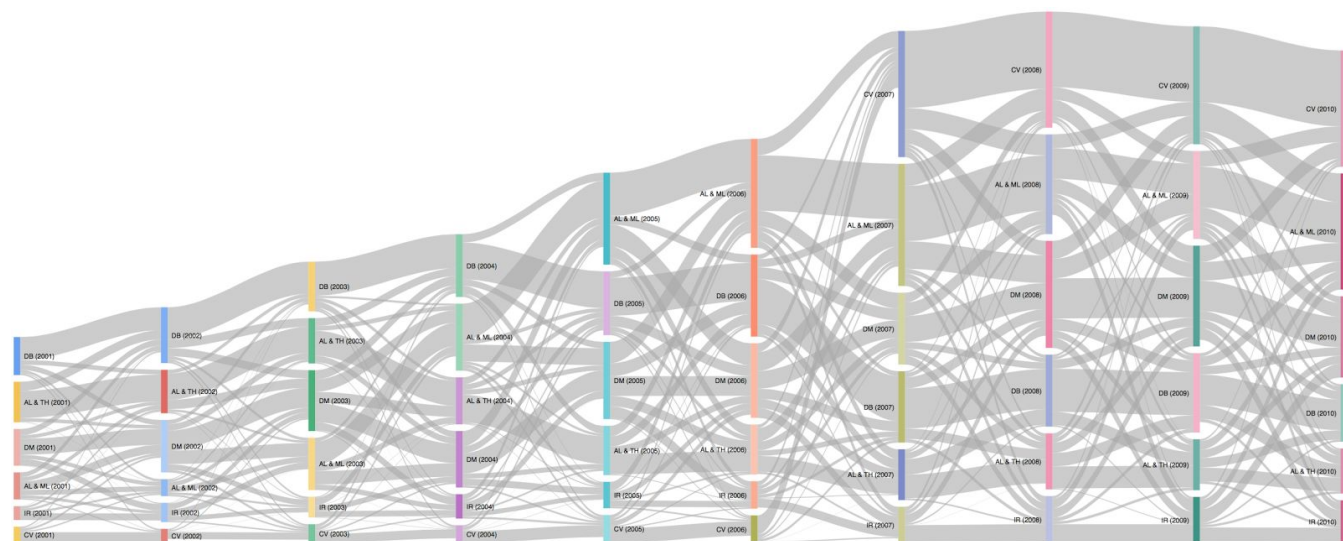 DB (2001)
AL & TH (2001)
DM (2001)
AL & ML (2001)
IR (2001)
CV (2001)
DB (2002)
AL & TH (2002)
DM (2002)
AL & ML (2002)
IR (2002)
CV (2002)
DB (2003)
AL & TH (2003)
DM (2003)
AL & ML (2003)
IR (2003)
CV (2003)
DB (2004)
AL & ML (2004)
AL & TH (2004)
DM (2004)
IR (2004)
CV (2004)
AL & ML (2005)
DB (2005)
DM (2005)
AL & TH (2005)
IR (2005)
CV (2005)
AL & ML (2006)
DB (2006)
DM (2006)
AL & TH (2006)
IR (2006)
CV (2006)
CV (2007)
AL & ML (2007)
DM (2007)
DB (2007)
AL & TH (2007)
IR (2007)
CV (2008)
AL & ML (2008)
DM (2008)
DB (2008)
AL & TH (2008)
IR (2008)
CV (2009)
AL & ML (2009)
DM (2009)
DB (2009)
AL & TH (2009)
IR (2009)
CV (2010)
AL & ML (2010)
DM (2010)
DB (2010)
AL & TH (2010)
IR (2010)